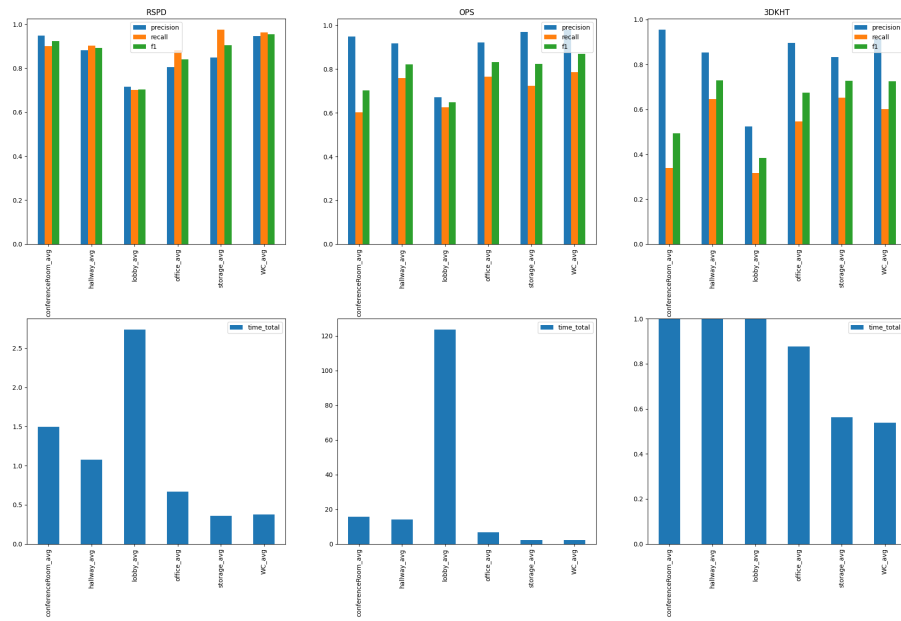 RSPD
1.0
0.8
0.6
0.4
0.2
0.0
precision
recall
f1
conferenceRoom_avg
hallway_avg
lobby_avg
office_avg
storage_avg
WC_avg
OPS
1.0
0.8
0.6
0.4
0.2
0.0
precision
recall
f1
conferenceRoom_avg
hallway_avg
lobby_avg
office_avg
storage_avg
WC_avg
3DKHT
1.0
0.8
0.6
0.4
0.2
0.0
precision
recall
f1
conferenceRoom_avg
hallway_avg
lobby_avg
office_avg
storage_avg
WC_avg
2.5
2.0
1.5
1.0
0.5
0.0
time_total
conferenceRoom_avg
hallway_avg
lobby_avg
office_avg
storage_avg
WC_avg
120
100
80
60
40
20
0
time_total
conferenceRoom_avg
hallway_avg
lobby_avg
office_avg
storage_avg
WC_avg
1.0
0.8
0.6
0.4
0.2
0.0
time_total
conferenceRoom_avg
hallway_avg
lobby_avg
office_avg
storage_avg
WC_avg